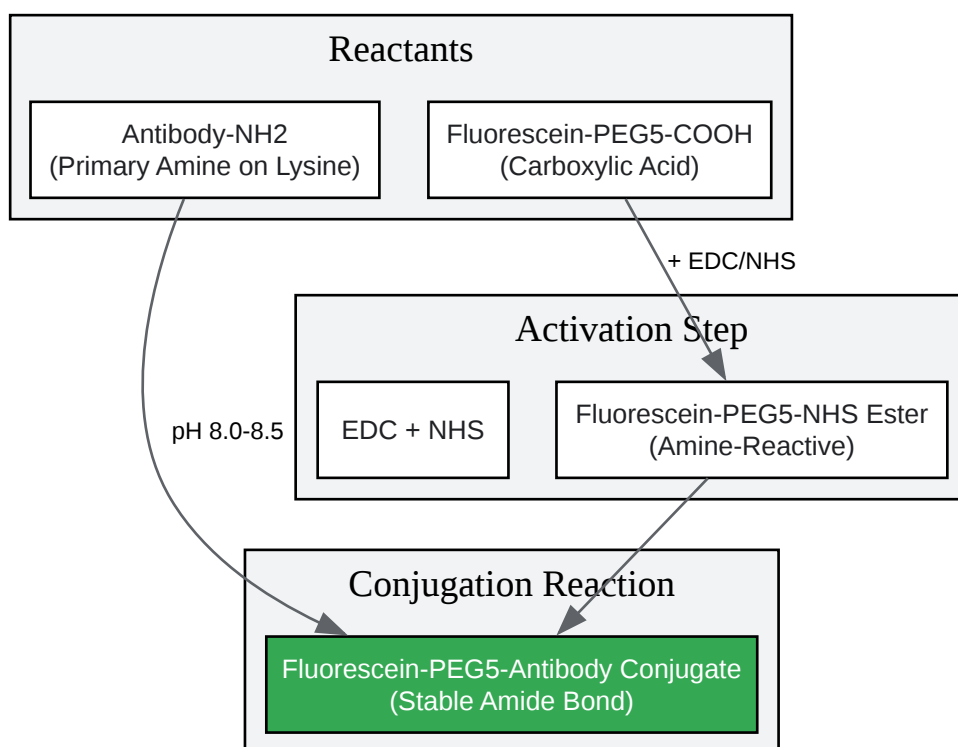 Reactants
Antibody-NH2
(Primary Amine on Lysine)
Fluorescein-PEG5-COOH
(Carboxylic Acid)
+ EDC/NHS
Activation Step
pH 8.0-8.5
EDC + NHS
Fluorescein-PEG5-NHS Ester
(Amine-Reactive)
Conjugation Reaction
Fluorescein-PEG5-Antibody Conjugate
(Stable Amide Bond)